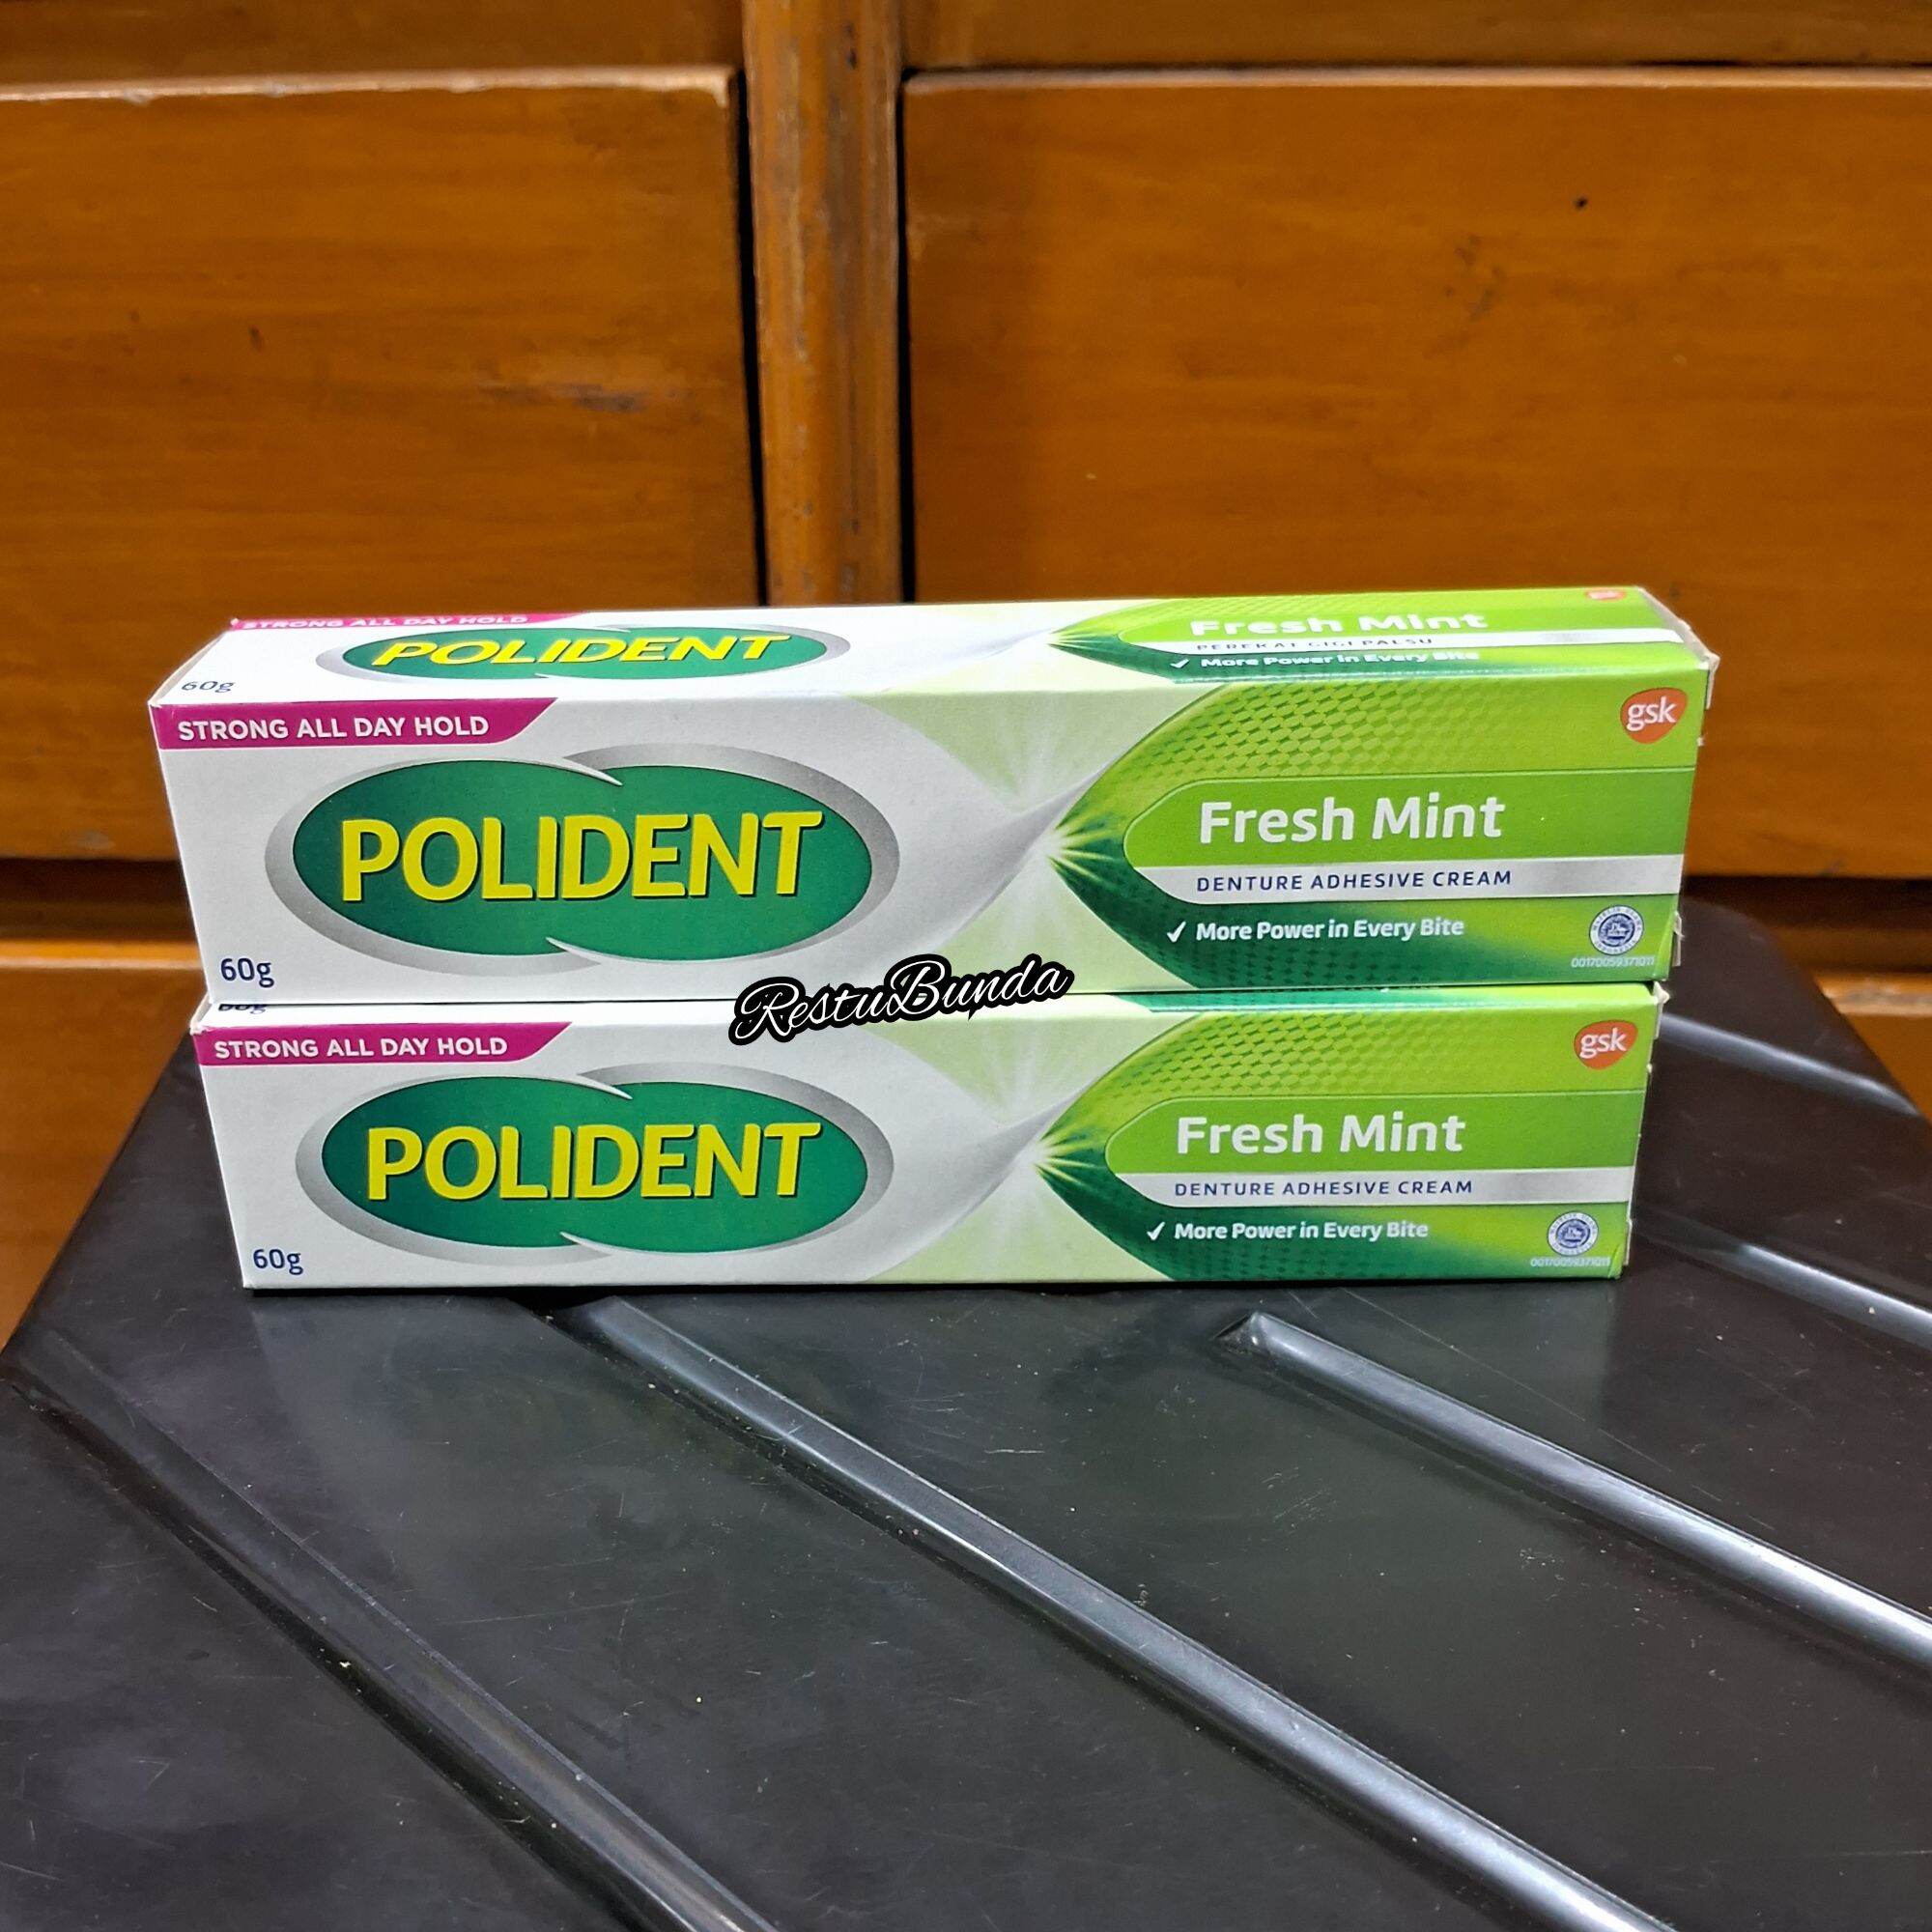 STRONG ALL DAY HOLD
POLIDENT
60g
Fresh Mint
PEREKAT GIGI PALSU
✓ More Power in Every Bite
gsk
STRONG ALL DAY HOLD
POLIDENT
60g
gsk
Fresh Mint
DENTURE ADHESIVE CREAM
✓ More Power in Every Bite
00170059371011
RestuBunda
60g
STRONG ALL DAY HOLD
POLIDENT
60g
gsk
Fresh Mint
DENTURE ADHESIVE CREAM
✓ More Power in Every Bite
00170059371011